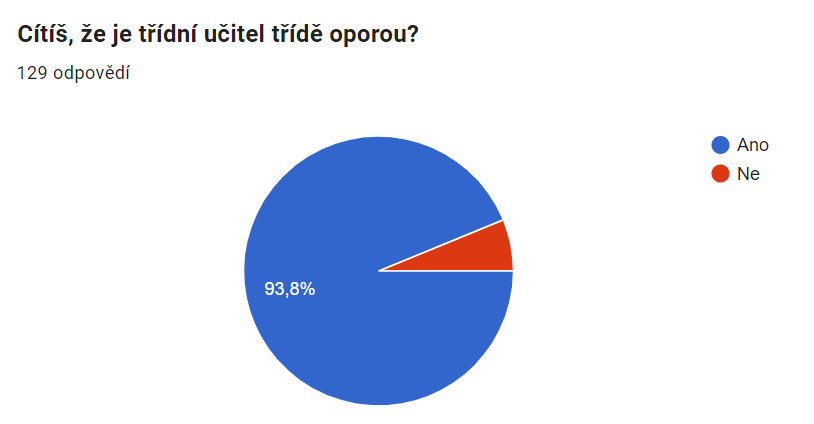 Cítíš, že je třídní učitel třídě oporou?
129 odpovědí
Ano
Ne
93,8%